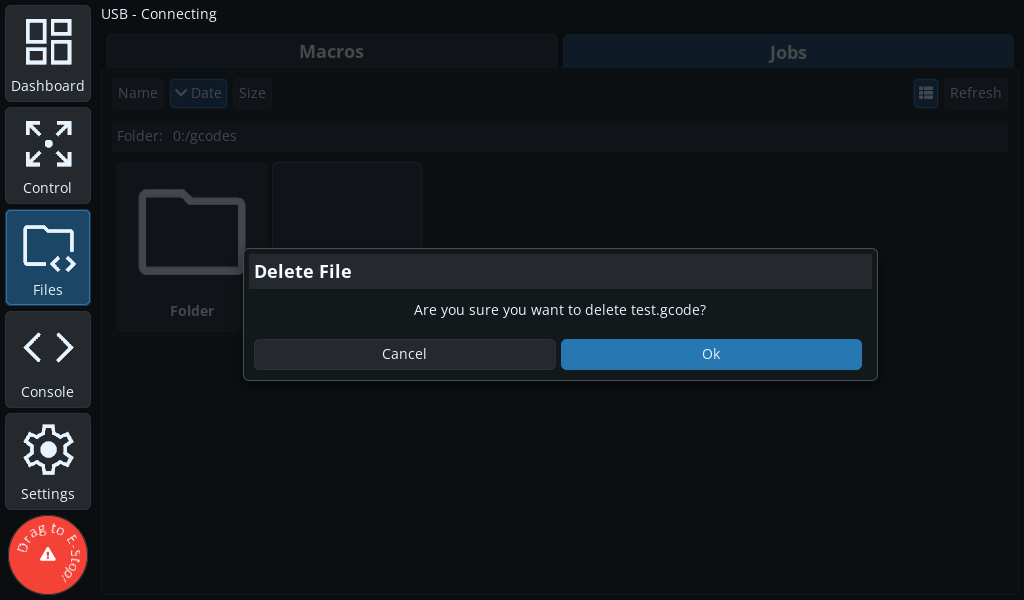 USB - Connecting
Dashboard
Control
Files
Console
Settings
Drag to E-Stop!
Macros
Jobs
Name
Date
Size
Refresh
Folder: 0:/gcodes
Folder
Delete File
Are you sure you want to delete test.gcode?
Cancel
Ok